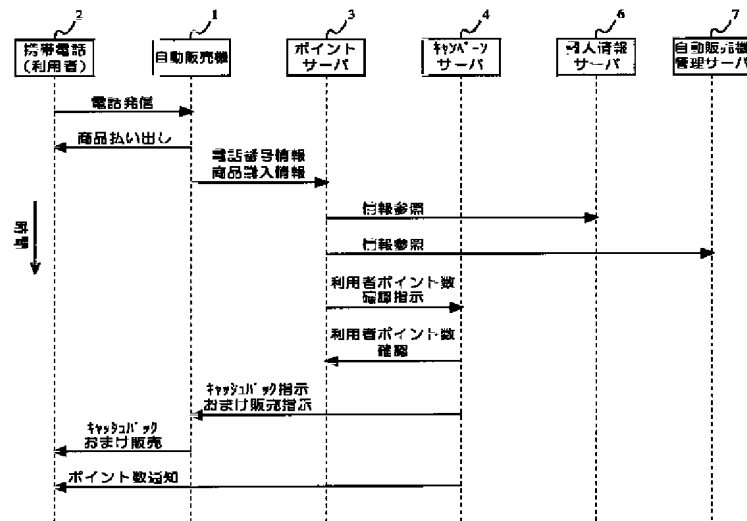 2
1
3
4
6
7
携帯電話
(利用者)
自動販売機
ポイント
サーバ
ｷｬﾝﾍﾟｰﾝ
サーバ
個人情報
サーバ
自動販売機
管理サーバ
電話発信
商品払い出し
電話番号情報
商品購入情報
情報参照
時間
情報参照
利用者ポイント数
確認指示
利用者ポイント数
確認
ｷｬｯｼｭﾊﾞｯｸ指示
おまけ販売指示
ｷｬｯｼｭﾊﾞｯｸ
おまけ販売
ポイント数通知